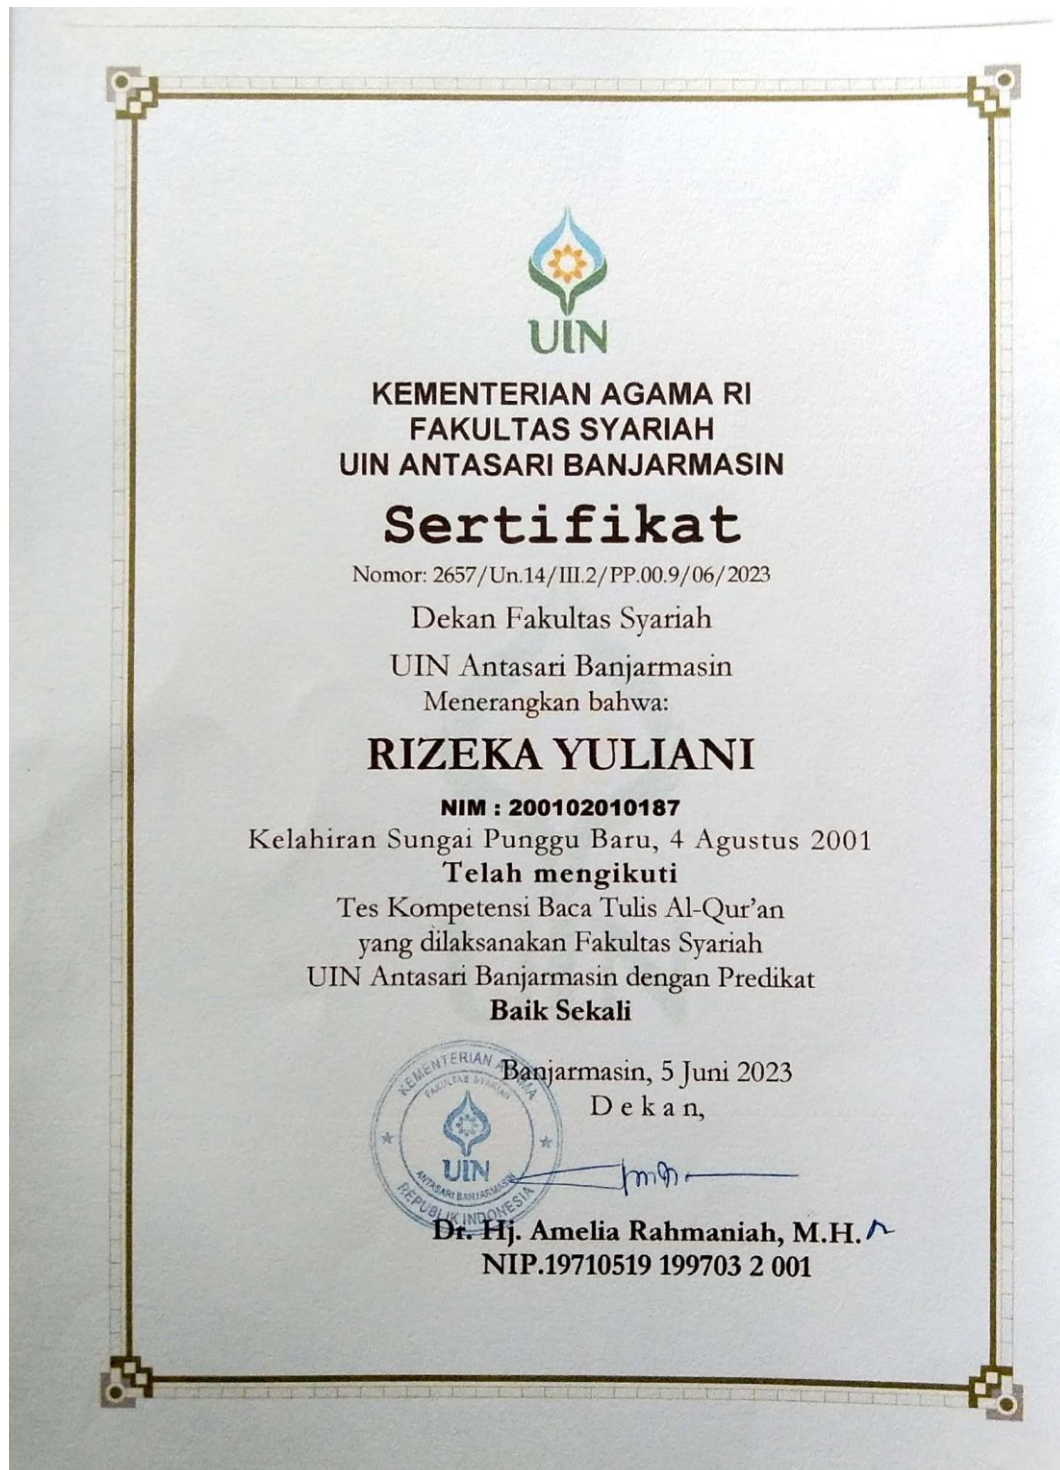 UIN
KEMENTERIAN AGAMA RI
FAKULTAS SYARIAH
UIN ANTASARI BANJARMASIN
Sertifikat
Nomor: 2657/Un.14/III.2/PP.00.9/06/2023
Dekan Fakultas Syariah
UIN Antasari Banjarmasin
Menerangkan bahwa:
RIZEKA YULIANI
NIM : 200102010187
Kelahiran Sungai Punggu Baru, 4 Agustus 2001
Telah mengikuti
Tes Kompetensi Baca Tulis Al-Qur'an
yang dilaksanakan Fakultas Syariah
UIN Antasari Banjarmasin dengan Predikat
Baik Sekali
Banjarmasin, 5 Juni 2023
D e k a n,
KEMENTERIAN AGAMA
FAKULTAS SYARIAH
UIN
ANTASARI BANJARMASIN
REPUBLIK INDONESIA
Dr. Hj. Amelia Rahmaniah, M.H.
NIP.19710519 199703 2 001